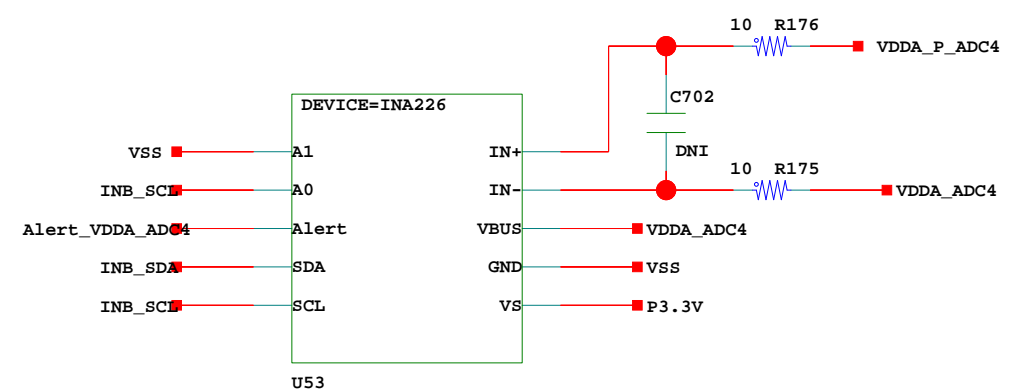 10 R176
VDDA_P_ADC4
C702
DEVICE=INA226
VSS A1 IN+ DNI
10 R175
INB_SCL A0 IN- VDDA_ADC4
Alert_VDDA_ADC4 Alert VBUS VDDA_ADC4
INB_SDA SDA GND VSS
INB_SCL SCL VS P3.3V
U53